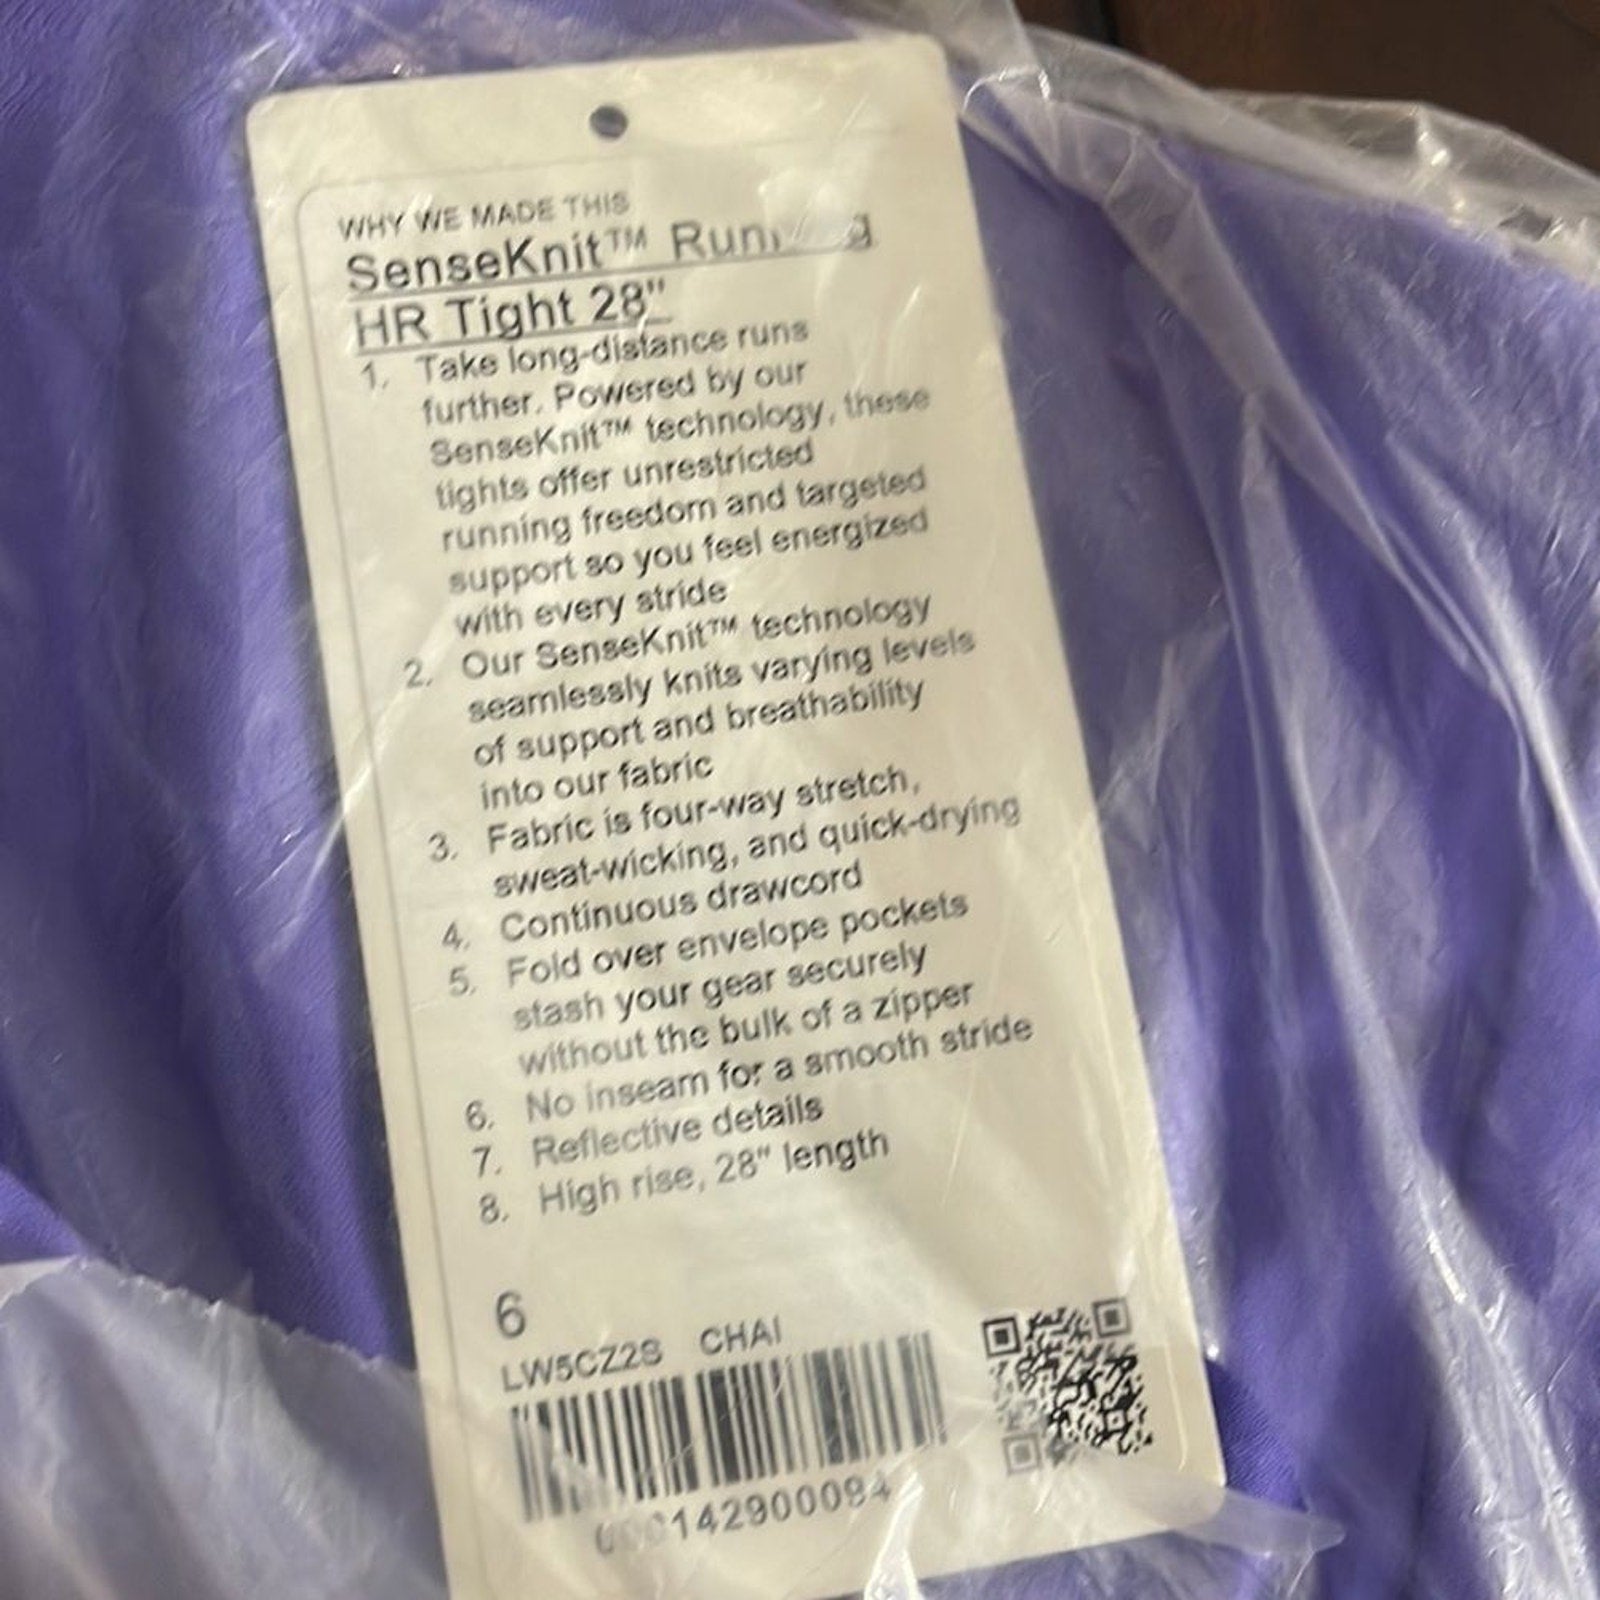 WHY WE MADE THIS
SenseKnit™
HR Tight 28"
1. Take long-distance runs
further. Powered by our
SenseKnit™ technology, these
tights offer unrestricted
running freedom and targeted
support so you feel energized
with every stride
2. Our SenseKnit™ technology
seamlessly knits varying levels
of support and breathability
into our fabric
3. Fabric is four-way stretch,
sweat-wicking, and quick-drying
4. Continuous drawcord
5. Fold over envelope pockets
stash your gear securely
without the bulk of a zipper
6. No inseam for a smooth stride
7. Reflective details
8. High rise, 28" length
6
LW5CZ2S CHAI